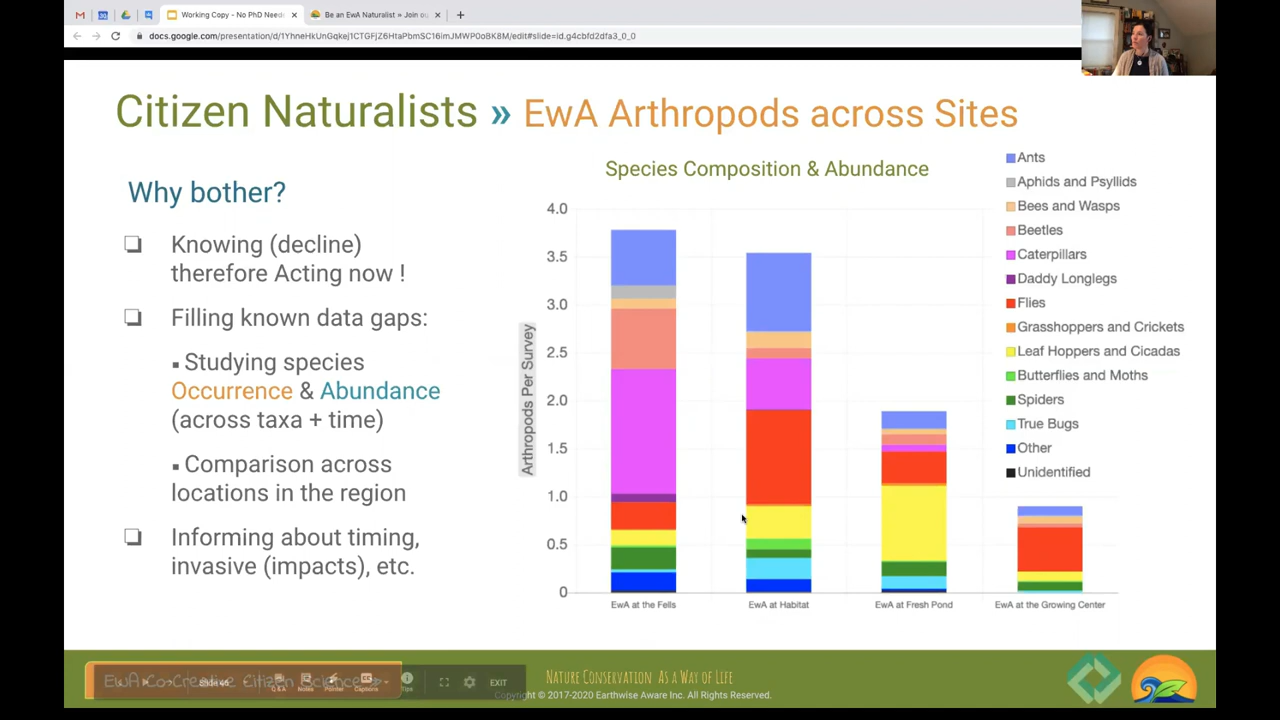 Working Copy - No PhD Neede
Be an EwA Naturalist » Join ou
docs.google.com/presentation/d/1YhneHkUnGqkej1CTGFjZ6HtaPbmSC16imJMWP0oBK8M/edit#slide=id.g4cbfd2dfa3_0_0
Citizen Naturalists » EwA Arthropods across Sites
Why bother?
Knowing (decline)
therefore Acting now !
Filling known data gaps:
Studying species
Occurrence & Abundance
(across taxa + time)
Comparison across
locations in the region
Informing about timing,
invasive (impacts), etc.
Species Composition & Abundance
Arthropods Per Survey
4.0
3.5
3.0
2.5
2.0
1.5
1.0
0.5
0
EwA at the Fells
EwA at Habitat
EwA at Fresh Pond
EwA at the Growing Center
Ants
Aphids and Psyllids
Bees and Wasps
Beetles
Caterpillars
Daddy Longlegs
Flies
Grasshoppers and Crickets
Leaf Hoppers and Cicadas
Butterflies and Moths
Spiders
True Bugs
Other
Unidentified
EwA Co-Creative Citizen Science
Q & A
Notes
Pointer
Captions
Tips
EXIT
Nature Conservation As a Way of Life
Copyright © 2017-2020 Earthwise Aware Inc. All Rights Reserved.